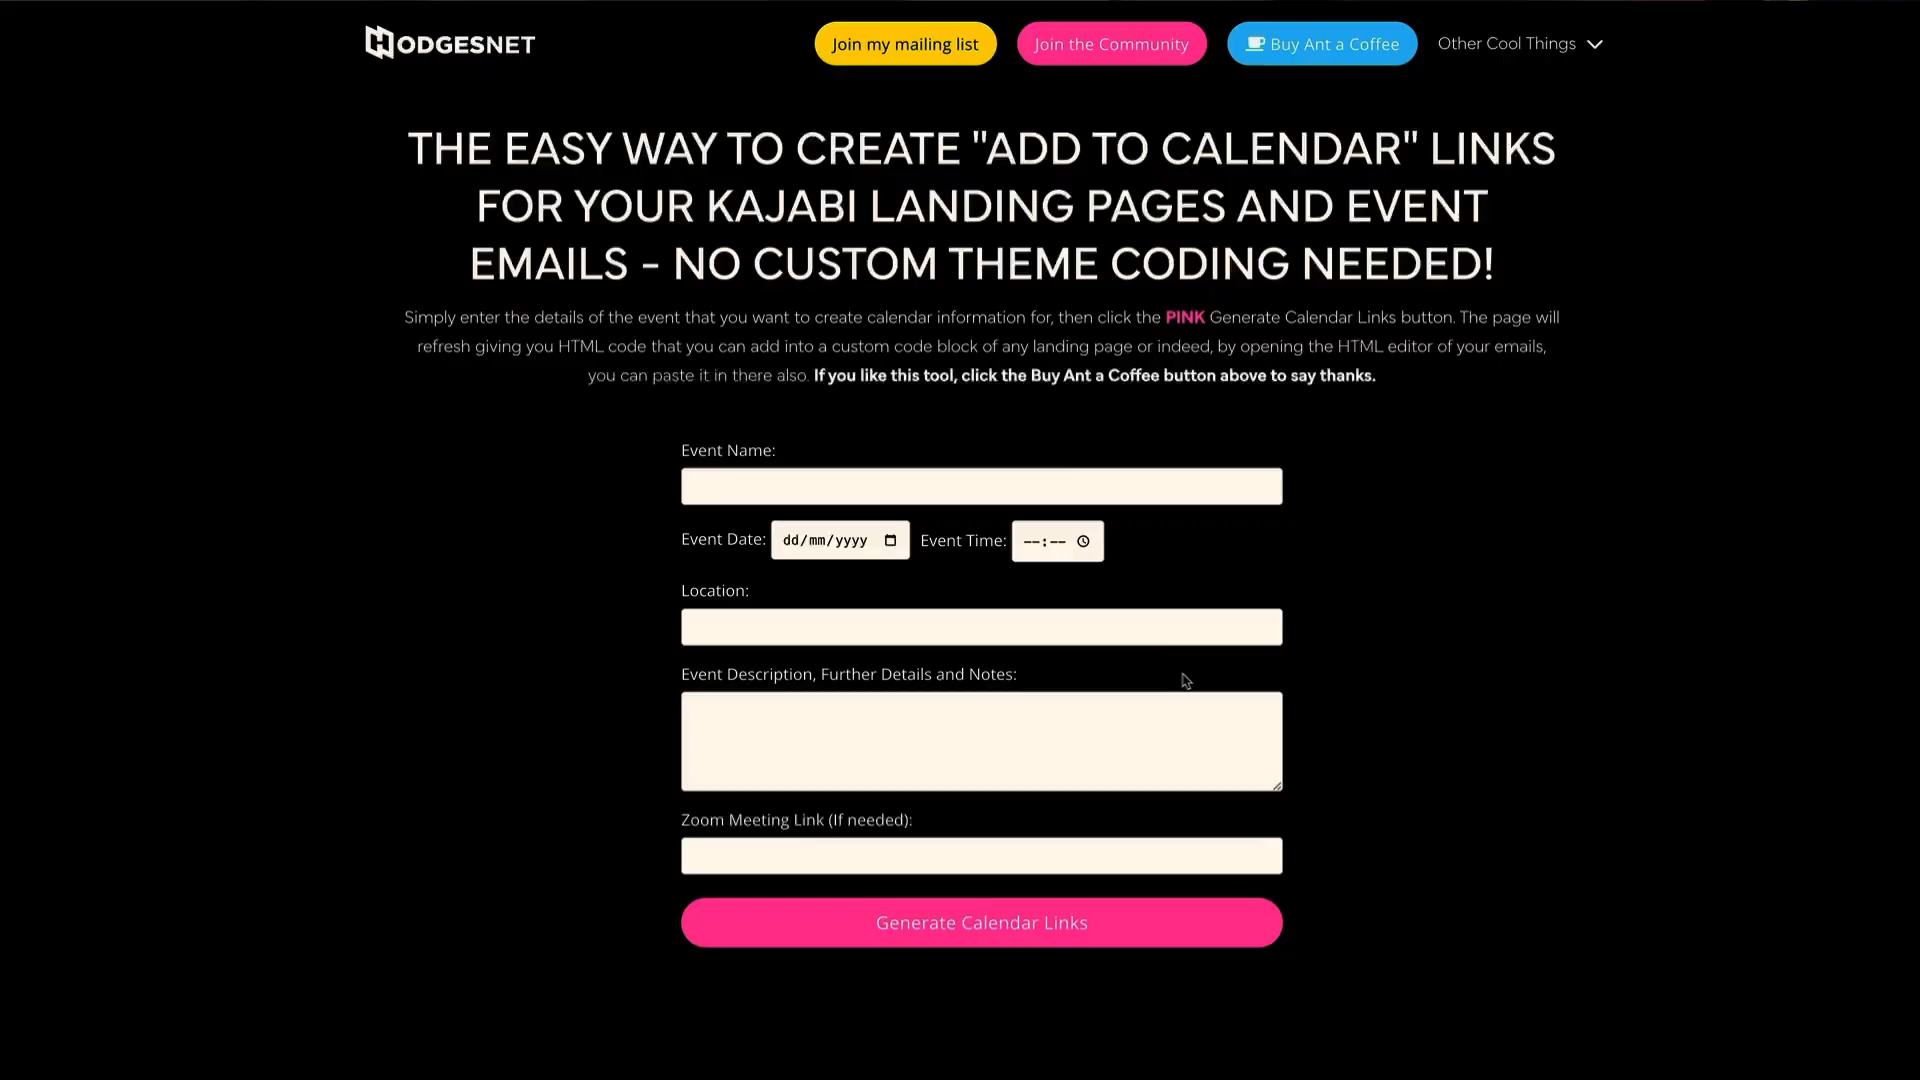 HODGESNET
Join my mailing list
Join the Community
Buy Ant a Coffee
Other Cool Things
THE EASY WAY TO CREATE "ADD TO CALENDAR" LINKS
FOR YOUR KAJABI LANDING PAGES AND EVENT
EMAILS - NO CUSTOM THEME CODING NEEDED!
Simply enter the details of the event that you want to create calendar information for, then click the PINK Generate Calendar Links button. The page will
refresh giving you HTML code that you can add into a custom code block of any landing page or indeed, by opening the HTML editor of your emails,
you can paste it in there also. If you like this tool, click the Buy Ant a Coffee button above to say thanks.
Event Name:
Event Date: dd/mm/yyyy Event Time: --:--
Location:
Event Description, Further Details and Notes:
Zoom Meeting Link (If needed):
Generate Calendar Links